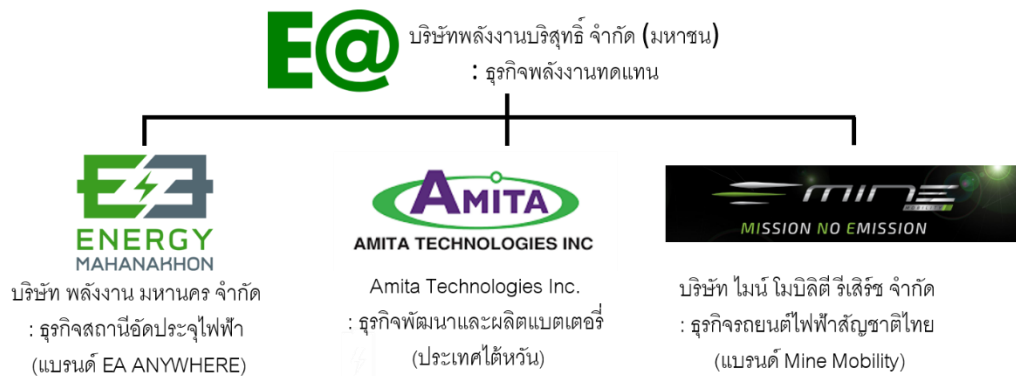 E@
บริษัทพลังงานบริสุทธิ์ จำกัด (มหาชน)
: ธุรกิจพลังงานทดแทน
ENERGY
MAHANAKHON
บริษัท พลังงาน มหานคร จำกัด
: ธุรกิจสถานีอัดประจุไฟฟ้า
(แบรนด์ EA ANYWHERE)
AMITA
AMITA TECHNOLOGIES INC
Amita Technologies Inc.
: ธุรกิจพัฒนาและผลิตแบตเตอรี่
(ประเทศไต้หวัน)
mine
MOBILITY
MISSION NO EMISSION
บริษัท ไมน์ โมบิลิตี รีเสิร์ช จำกัด
: ธุรกิจรถยนต์ไฟฟ้าสัญชาติไทย
(แบรนด์ Mine Mobility)